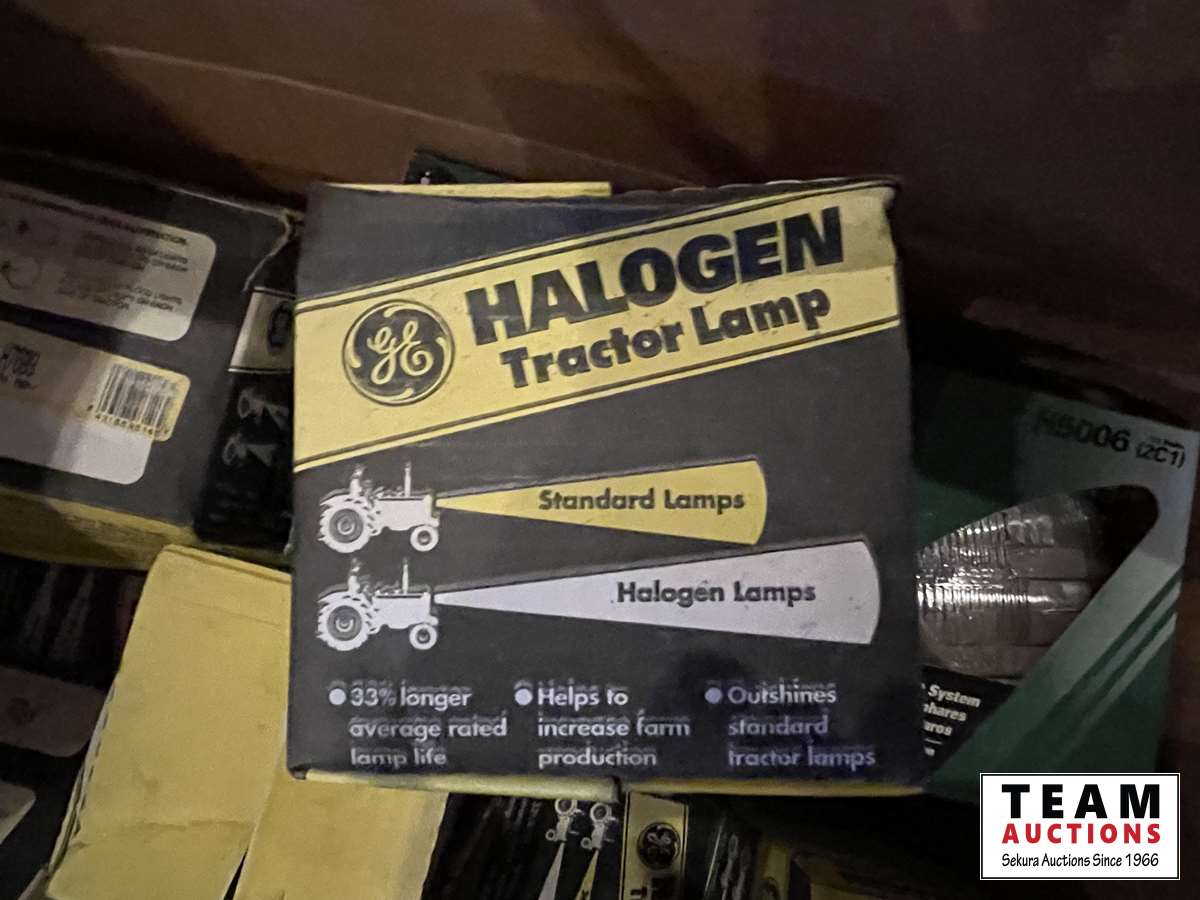 HALOGEN
Tractor Lamp
GE
Standard Lamps
Halogen Lamps
33% longer
average rated
lamp life
Helps to
increase farm
production
Outshines
standard
tractor lamps
H5006 (2C1)
System
TEAM
AUCTIONS
Sekura Auctions Since 1966